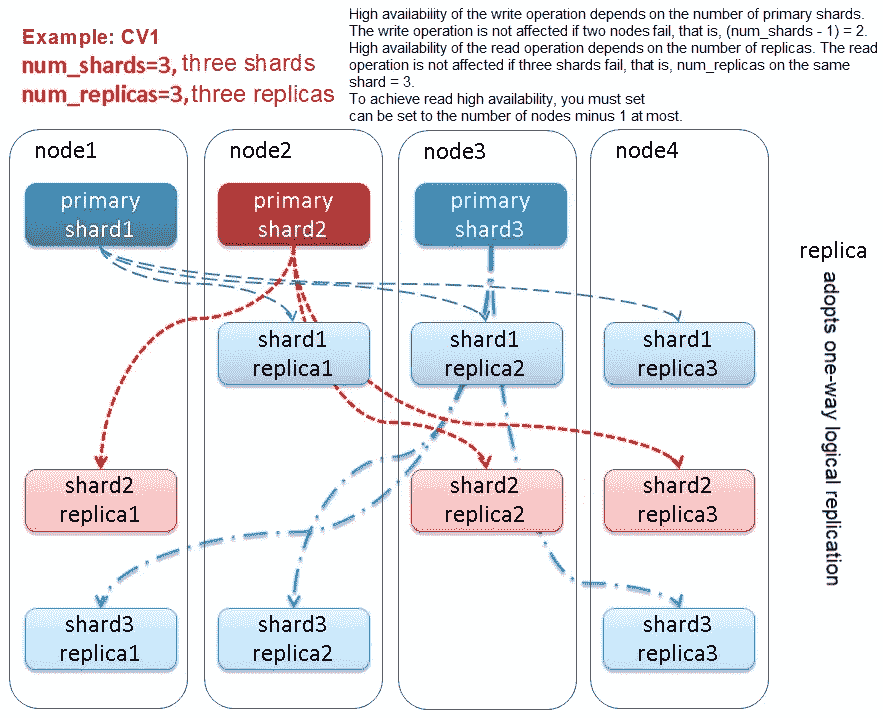 Example: CV1
num_shards=3, three shards
num_replicas=3, three replicas
High availability of the write operation depends on the number of primary shards.
The write operation is not affected if two nodes fail, that is, (num_shards - 1) = 2.
High availability of the read operation depends on the number of replicas. The read
operation is not affected if three shards fail, that is, num_replicas on the same
shard = 3.
To achieve read high availability, you must set
can be set to the number of nodes minus 1 at most.
node1
node2
node3
node4
primary
shard1
primary
shard2
primary
shard3
replica
adopts one-way logical replication
shard1
replica1
shard1
replica2
shard1
replica3
shard2
replica1
shard2
replica2
shard2
replica3
shard3
replica1
shard3
replica2
shard3
replica3